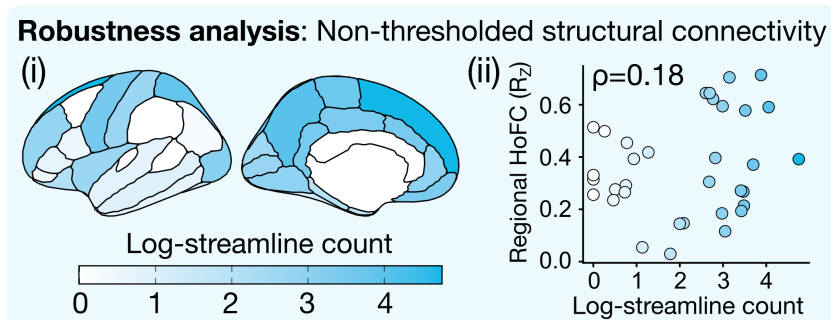 Robustness analysis: Non-thresholded structural connectivity
(i)
Log-streamline count
0 1 2 3 4
(ii)
Regional HoFC (R_Z)
ρ=0.18
0.6
0.4
0.2
0.0
0 1 2 3 4
Log-streamline count